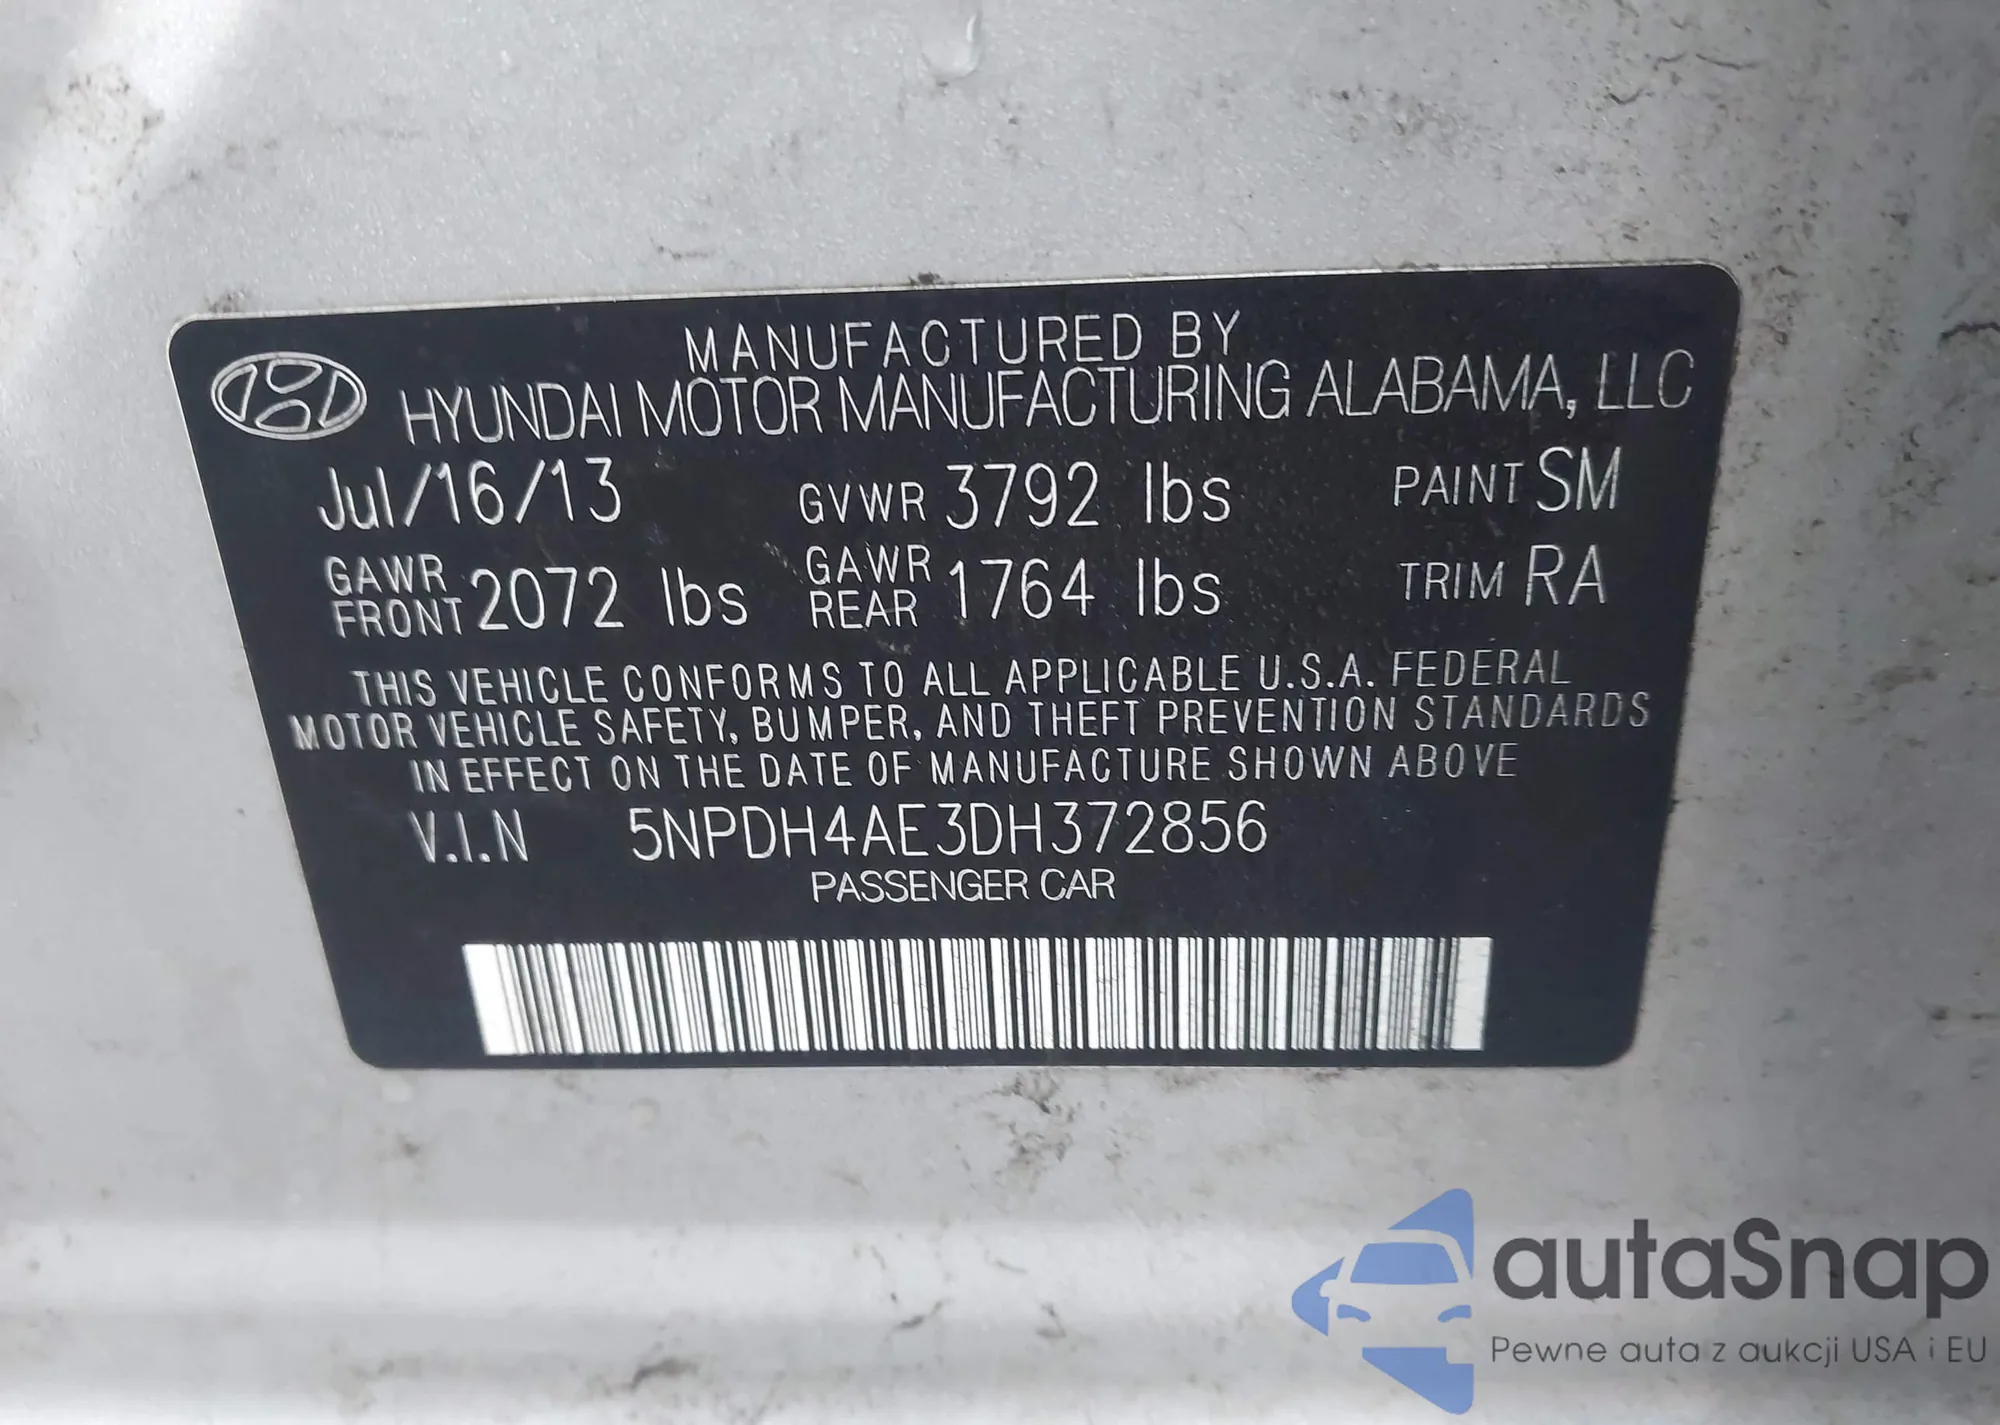 MANUFACTURED BY
HYUNDAI MOTOR MANUFACTURING ALABAMA, LLC
Jul/16/13 GVWR 3792 lbs PAINT SM
GAWR FRONT 2072 lbs GAWR REAR 1764 lbs TRIM RA
THIS VEHICLE CONFORMS TO ALL APPLICABLE U.S.A. FEDERAL
MOTOR VEHICLE SAFETY, BUMPER, AND THEFT PREVENTION STANDARDS
IN EFFECT ON THE DATE OF MANUFACTURE SHOWN ABOVE
V.I.N 5NPDH4AE3DH372856
PASSENGER CAR
autaSnap
Pewne auta z aukcji USA i EU